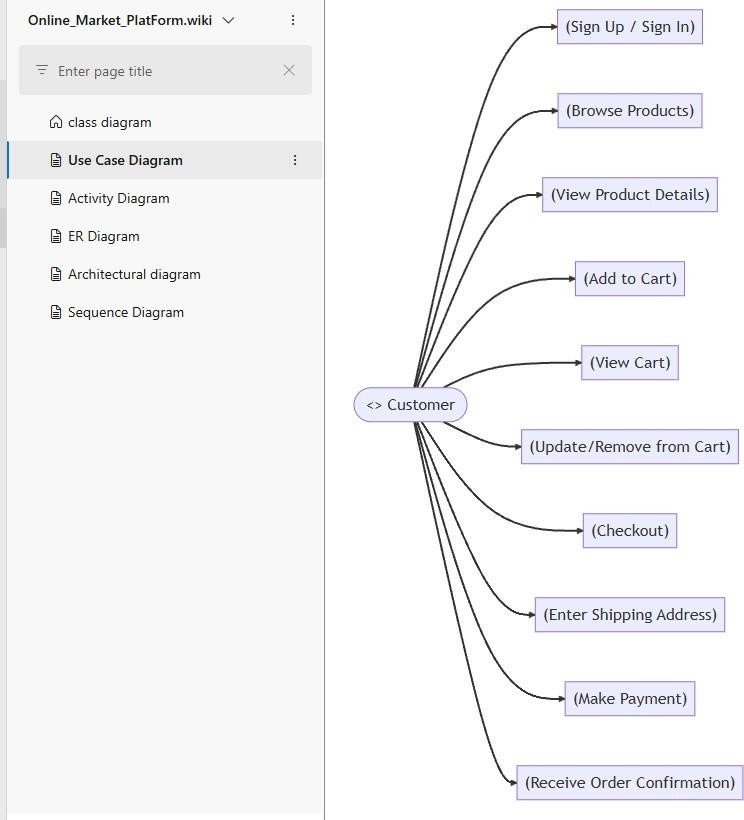 Online_Market_PlatForm.wiki
Enter page title
class diagram
Use Case Diagram
Activity Diagram
ER Diagram
Architectural diagram
Sequence Diagram
(Sign Up / Sign In)
(Browse Products)
(View Product Details)
(Add to Cart)
(View Cart)
<> Customer
(Update/Remove from Cart)
(Checkout)
(Enter Shipping Address)
(Make Payment)
(Receive Order Confirmation)